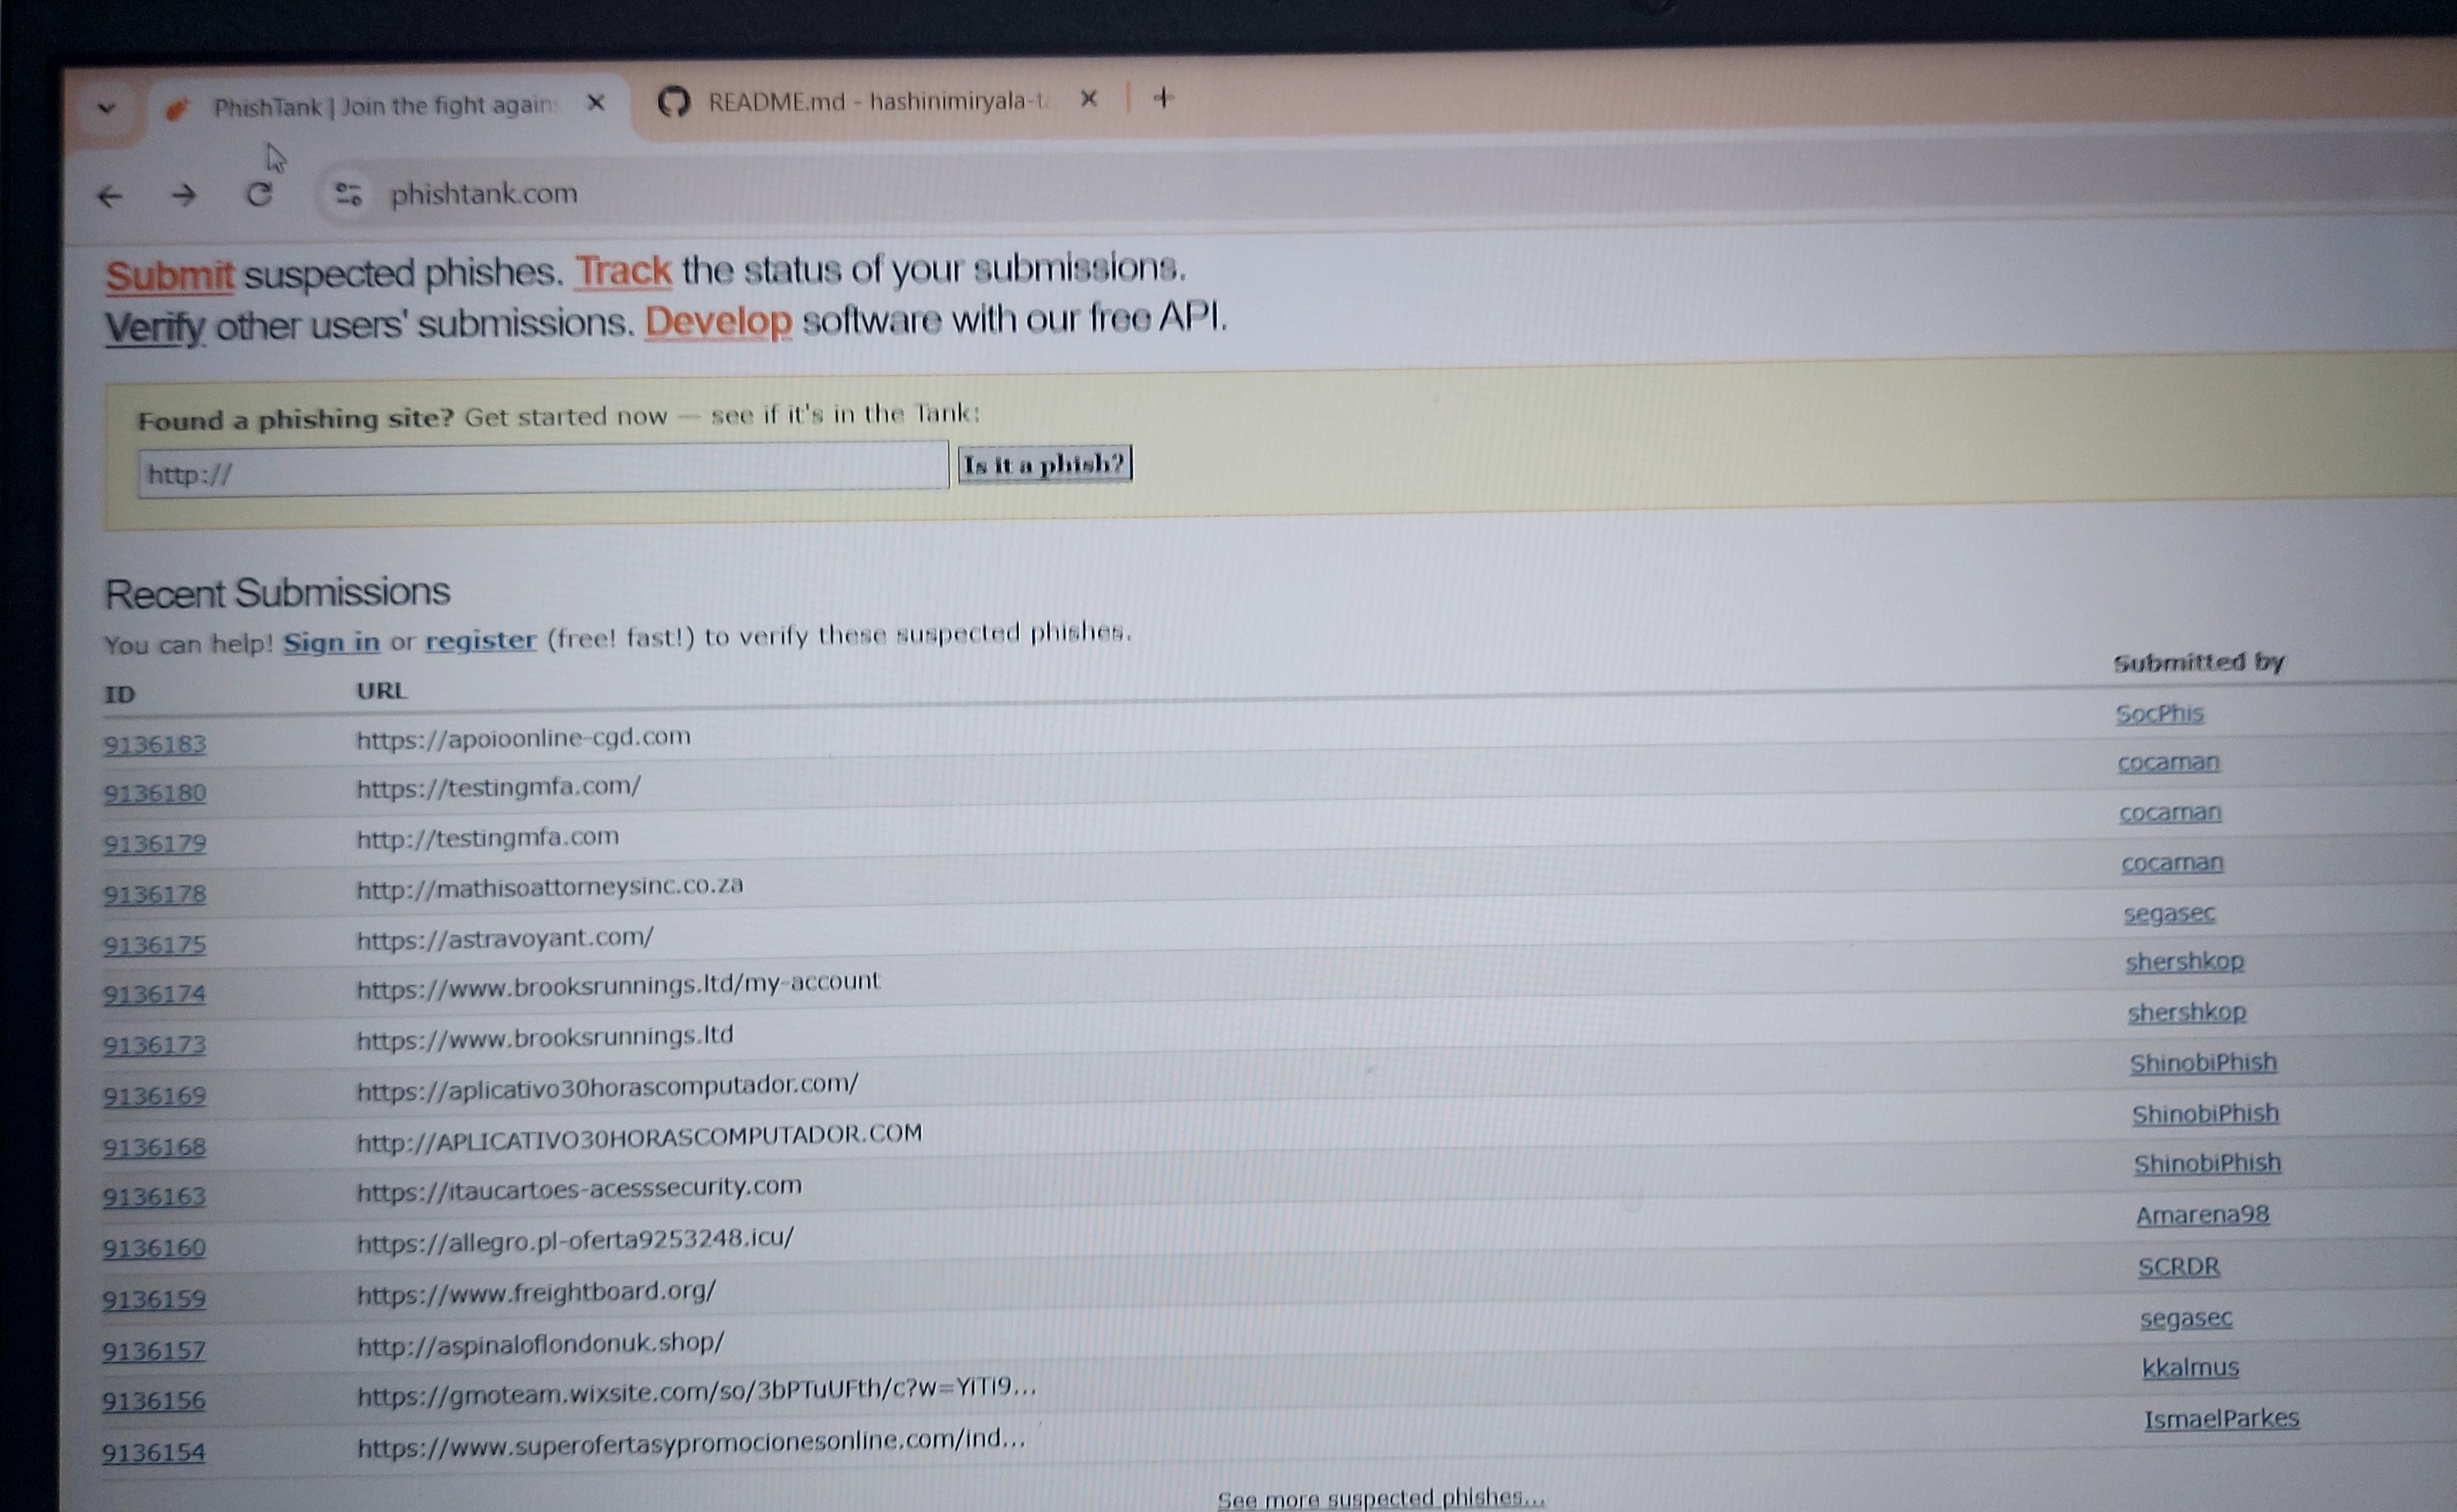 PhishTank | Join the fight again
README.md - hashinimiryala-t
phishtank.com
Submit suspected phishes. Track the status of your submissions.
Verify other users' submissions. Develop software with our free API.
Found a phishing site? Get started now — see if it's in the Tank:
http:// Is it a phish?
Recent Submissions
You can help! Sign in or register (free! fast!) to verify these suspected phishes.
ID URL Submitted by
9136183 https://apoioonline-cgd.com SocPhis
9136180 https://testingmfa.com/ cocaman
9136179 http://testingmfa.com cocaman
9136178 http://mathisoattorneysinc.co.za cocaman
9136175 https://astravoyant.com/ segasec
9136174 https://www.brooksrunnings.ltd/my-account shershkop
9136173 https://www.brooksrunnings.ltd shershkop
9136169 https://aplicativo30horascomputador.com/ ShinobiPhish
9136168 http://APLICATIVO30HORASCOMPUTADOR.COM ShinobiPhish
9136163 https://itaucartoes-acesssecurity.com ShinobiPhish
9136160 https://allegro.pl-oferta9253248.icu/ Amarena98
9136159 https://www.freightboard.org/ SCRDR
9136157 http://aspinaloflondonuk.shop/ segasec
9136156 https://gmoteam.wixsite.com/so/3bPTuUFth/c?w=YiTl9... kkalmus
9136154 https://www.superofertasypromocionesonline.com/ind... IsmaelParkes
See more suspected phishes...